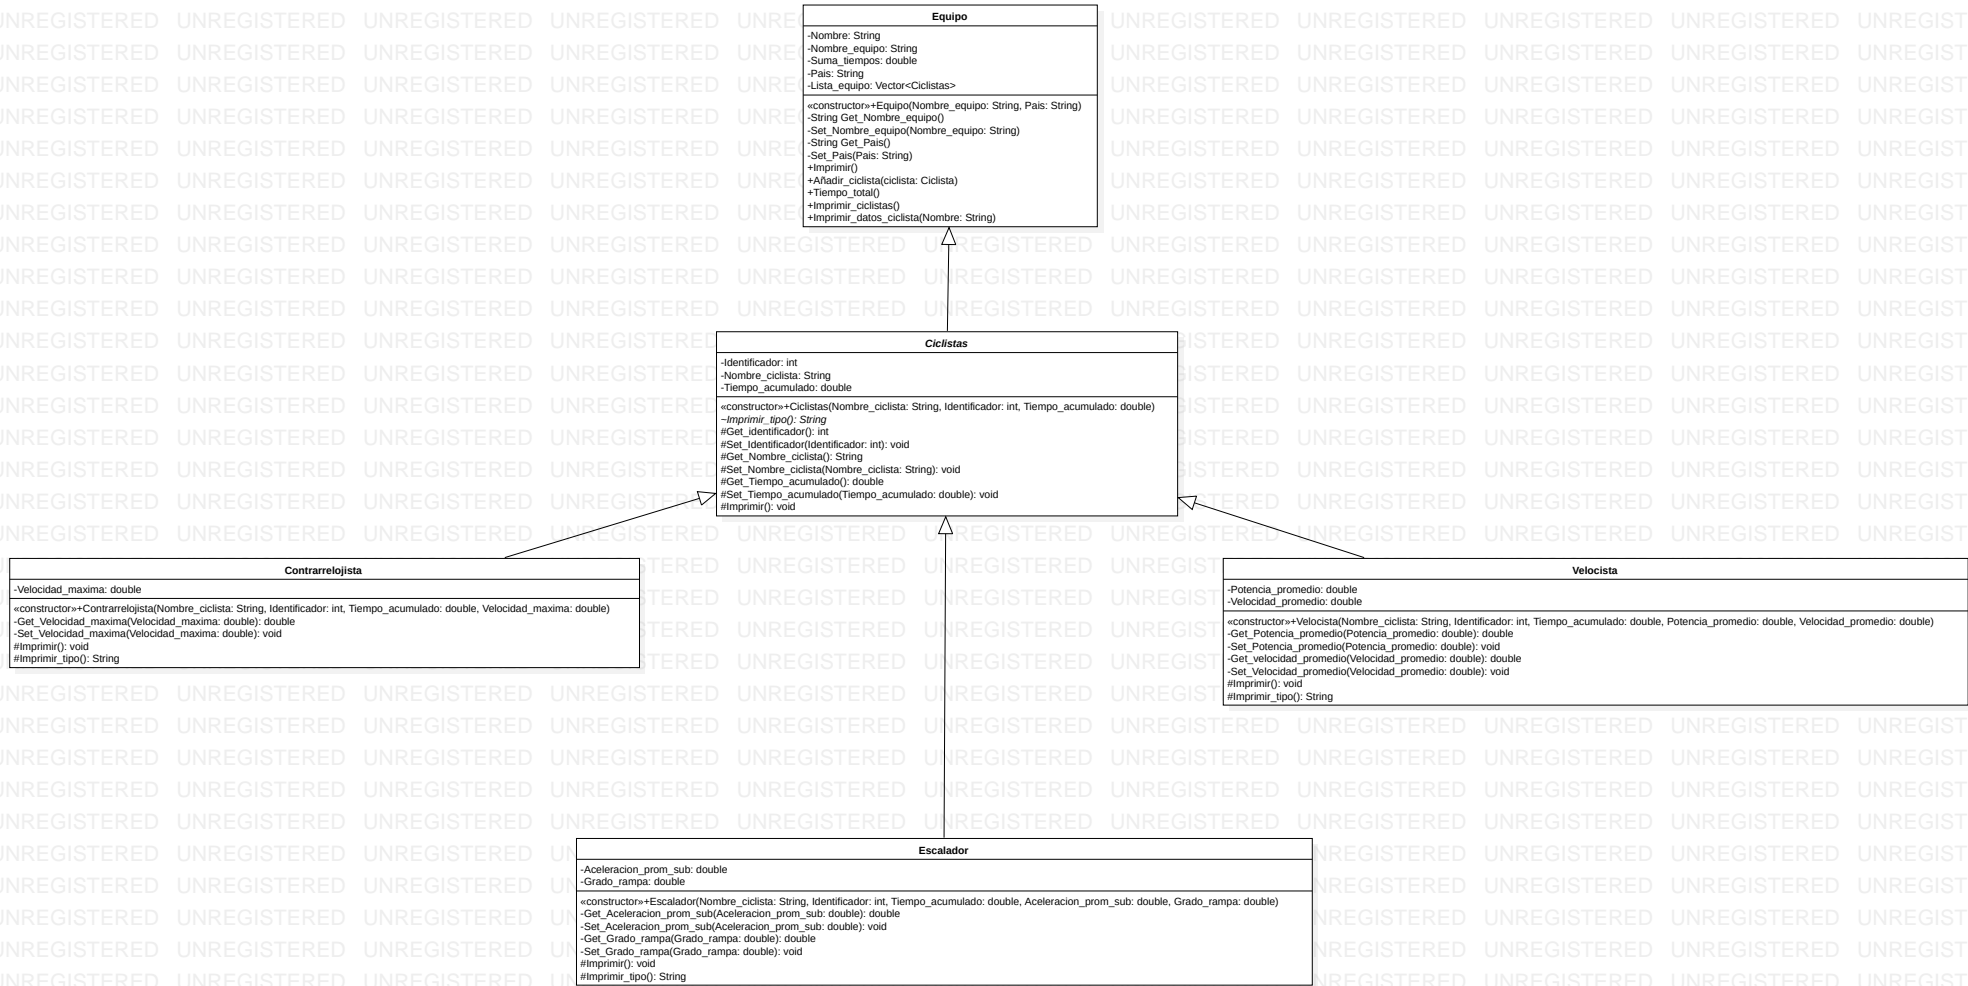 Equipo
-Nombre: String
-Nombre_equipo: String
-Suma_tiempos: double
-Pais: String
-Lista_equipo: Vector<Ciclistas>
«constructor»+Equipo(Nombre_equipo: String, Pais: String)
-String Get_Nombre_equipo()
-Set_Nombre_equipo(Nombre_equipo: String)
-String Get_Pais()
-Set_Pais(Pais: String)
+Imprimir()
+Añadir_ciclista(ciclista: Ciclista)
+Tiempo_total()
+Imprimir_ciclistas()
+Imprimir_datos_ciclista(Nombre: String)
Ciclistas
-Identificador: int
-Nombre_ciclista: String
-Tiempo_acumulado: double
«constructor»+Ciclistas(Nombre_ciclista: String, Identificador: int, Tiempo_acumulado: double)
~Imprimir_tipo(): String
#Get_identificador(): int
#Set_Identificador(Identificador: int): void
#Get_Nombre_ciclista(): String
#Set_Nombre_ciclista(Nombre_ciclista: String): void
#Get_Tiempo_acumulado(): double
#Set_Tiempo_acumulado(Tiempo_acumulado: double): void
#Imprimir(): void
Contrarrelojista
-Velocidad_maxima: double
«constructor»+Contrarrelojista(Nombre_ciclista: String, Identificador: int, Tiempo_acumulado: double, Velocidad_maxima: double)
-Get_Velocidad_maxima(Velocidad_maxima: double): double
-Set_Velocidad_maxima(Velocidad_maxima: double): void
#Imprimir(): void
#Imprimir_tipo(): String
Velocista
-Potencia_promedio: double
-Velocidad_promedio: double
«constructor»+Velocista(Nombre_ciclista: String, Identificador: int, Tiempo_acumulado: double, Potencia_promedio: double, Velocidad_promedio: double)
-Get_Potencia_promedio(Potencia_promedio: double): double
-Set_Potencia_promedio(Potencia_promedio: double): void
-Get_velocidad_promedio(Velocidad_promedio: double): double
-Set_Velocidad_promedio(Velocidad_promedio: double): void
#Imprimir(): void
#Imprimir_tipo(): String
Escalador
-Aceleracion_prom_sub: double
-Grado_rampa: double
«constructor»+Escalador(Nombre_ciclista: String, Identificador: int, Tiempo_acumulado: double, Aceleracion_prom_sub: double, Grado_rampa: double)
-Get_Aceleracion_prom_sub(Aceleracion_prom_sub: double): double
-Set_Aceleracion_prom_sub(Aceleracion_prom_sub: double): void
-Get_Grado_rampa(Grado_rampa: double): double
-Set_Grado_rampa(Grado_rampa: double): void
#Imprimir(): void
#Imprimir_tipo(): String
UNREGISTERED